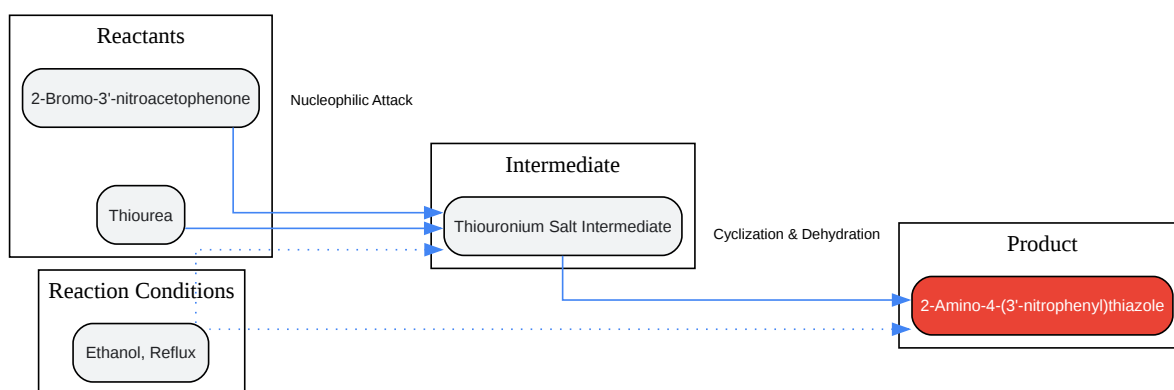 Reactants
2-Bromo-3'-nitroacetophenone
Nucleophilic Attack
Intermediate
Thiourea
Thiouronium Salt Intermediate
Cyclization & Dehydration
Product
Reaction Conditions
2-Amino-4-(3'-nitrophenyl)thiazole
Ethanol, Reflux